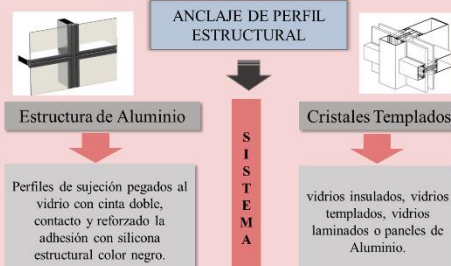 ANCLAJE DE PERFIL
ESTRUCTURAL
Estructura de Aluminio
Perfiles de sujeción pegados al
vidrio con cinta doble,
contacto y reforzado la
adhesión con silicona
estructural color negro.
S
I
S
T
E
M
A
Cristales Templados
vidrios insulados, vidrios
templados, vidrios
laminados o paneles de
Aluminio.